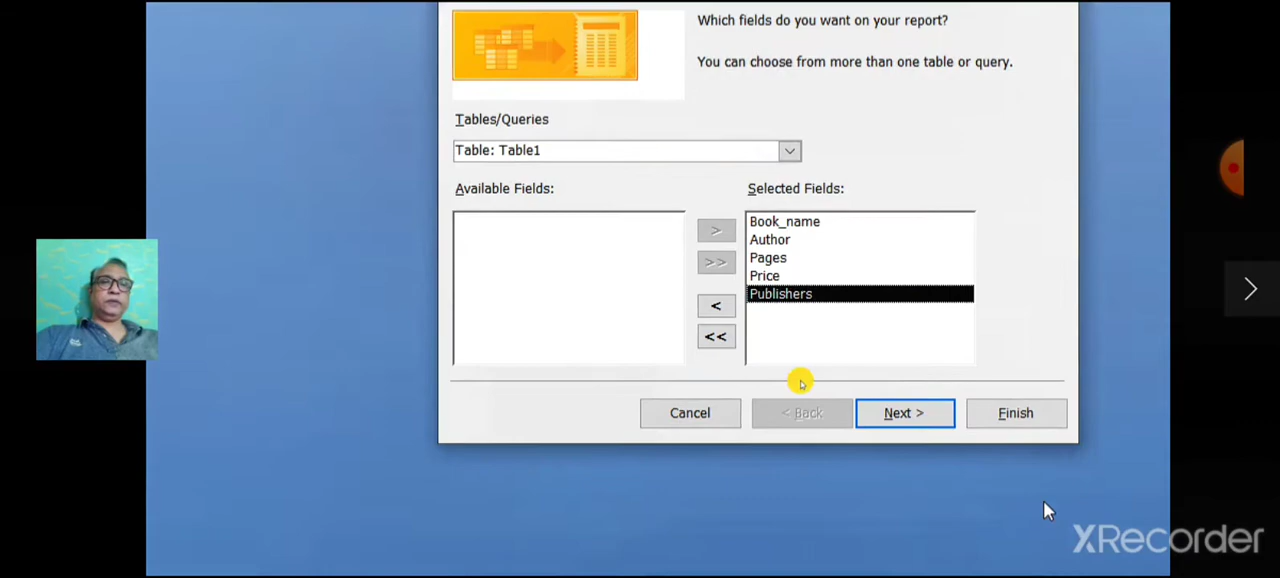 Which fields do you want on your report?
You can choose from more than one table or query.
Tables/Queries
Table: Table1
Available Fields:
Selected Fields:
>
>>
<
<<
Book_name
Author
Pages
Price
Publishers
Cancel
< Back
Next >
Finish
XRecorder